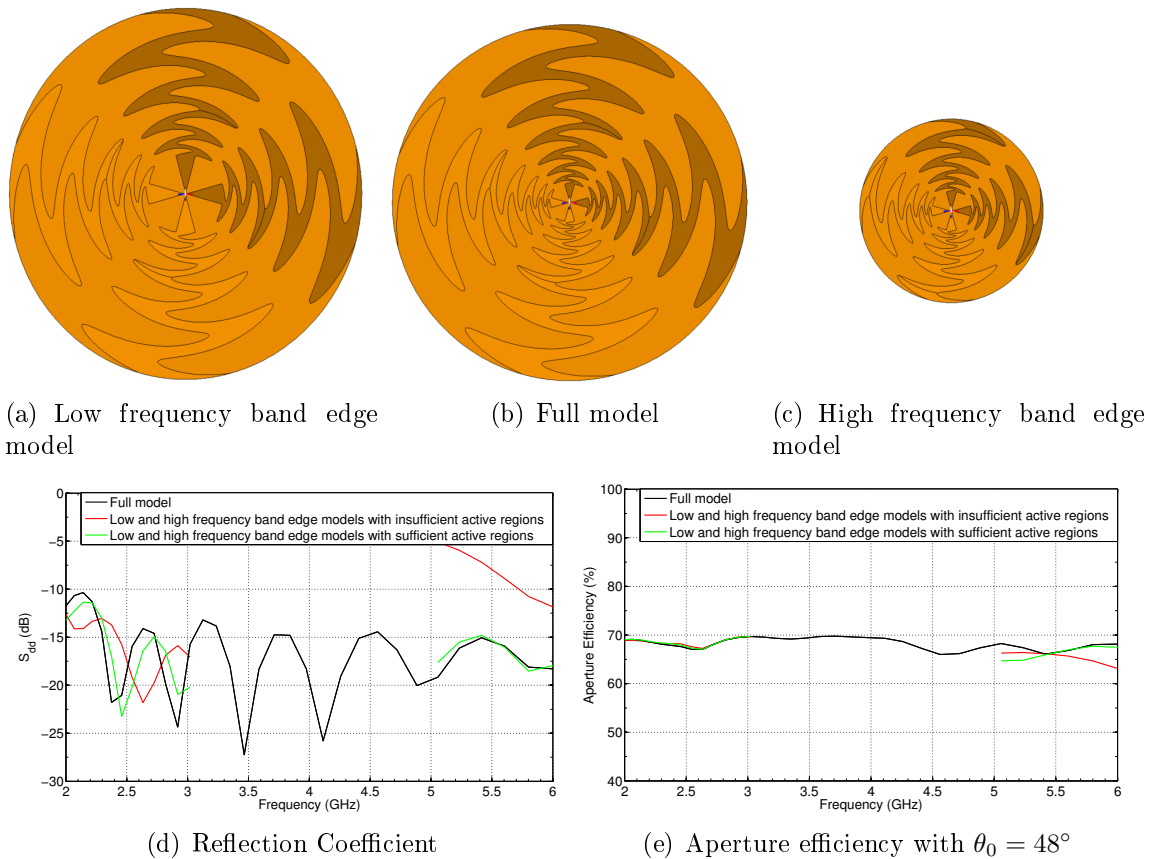 (a) Low frequency band edge
model
(b) Full model
(c) High frequency band edge
model
0
−5
−10
−15
−20
−25
−30
S_dd (dB)
Full model
Low and high frequency band edge models with insufficient active regions
Low and high frequency band edge models with sufficient active regions
2 2.5 3 3.5 4 4.5 5 5.5 6
Frequency (GHz)
(d) Reflection Coefficient
100
90
80
70
60
50
40
Aperture Efficiency (%)
Full model
Low and high frequency band edge models with insufficient active regions
Low and high frequency band edge models with sufficient active regions
2 2.5 3 3.5 4 4.5 5 5.5 6
Frequency (GHz)
(e) Aperture efficiency with θ₀ = 48°